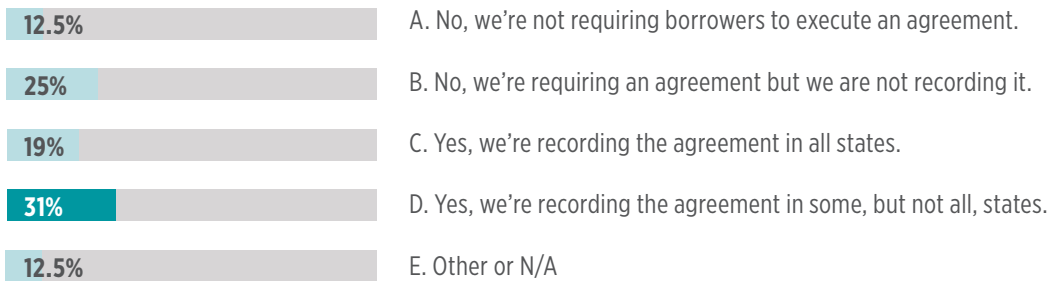 12.5% A. No, we’re not requiring borrowers to execute an agreement.
25% B. No, we’re requiring an agreement but we are not recording it.
19% C. Yes, we’re recording the agreement in all states.
31% D. Yes, we’re recording the agreement in some, but not all, states.
12.5% E. Other or N/A